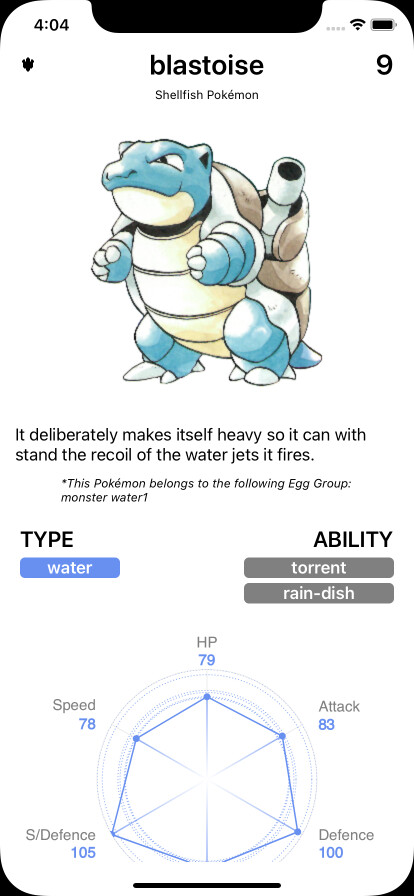 4:04
blastoise 9
Shellfish Pokémon
It deliberately makes itself heavy so it can with
stand the recoil of the water jets it fires.
*This Pokémon belongs to the following Egg Group:
monster water1
TYPE ABILITY
water torrent
rain-dish
HP
79
Speed Attack
78 83
S/Defence Defence
105 100